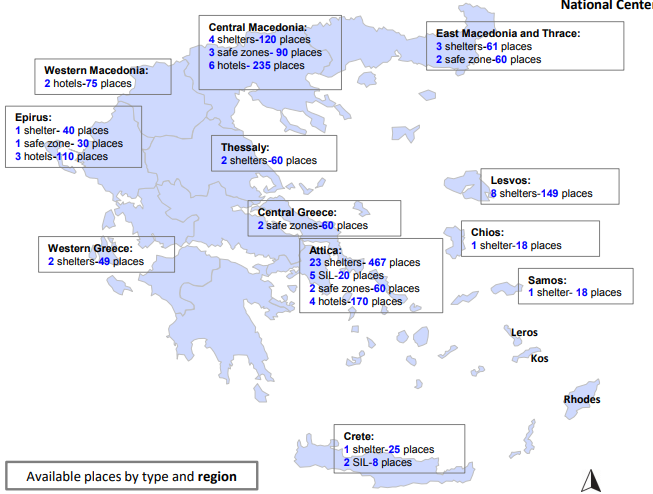 National Center
Central Macedonia:
4 shelters-120 places
3 safe zones- 90 places
6 hotels- 235 places
East Macedonia and Thrace:
3 shelters-61 places
2 safe zone-60 places
Western Macedonia:
2 hotels-75 places
Epirus:
1 shelter- 40 places
1 safe zone- 30 places
3 hotels-110 places
Thessaly:
2 shelters-60 places
Lesvos:
8 shelters-149 places
Central Greece:
2 safe zones-60 places
Chios:
1 shelter-18 places
Western Greece:
2 shelters-49 places
Attica:
23 shelters- 467 places
5 SIL-20 places
2 safe zones-60 places
4 hotels-170 places
Samos:
1 shelter- 18 places
Leros
Kos
Rhodes
Crete:
1 shelter-25 places
2 SIL-8 places
Available places by type and region